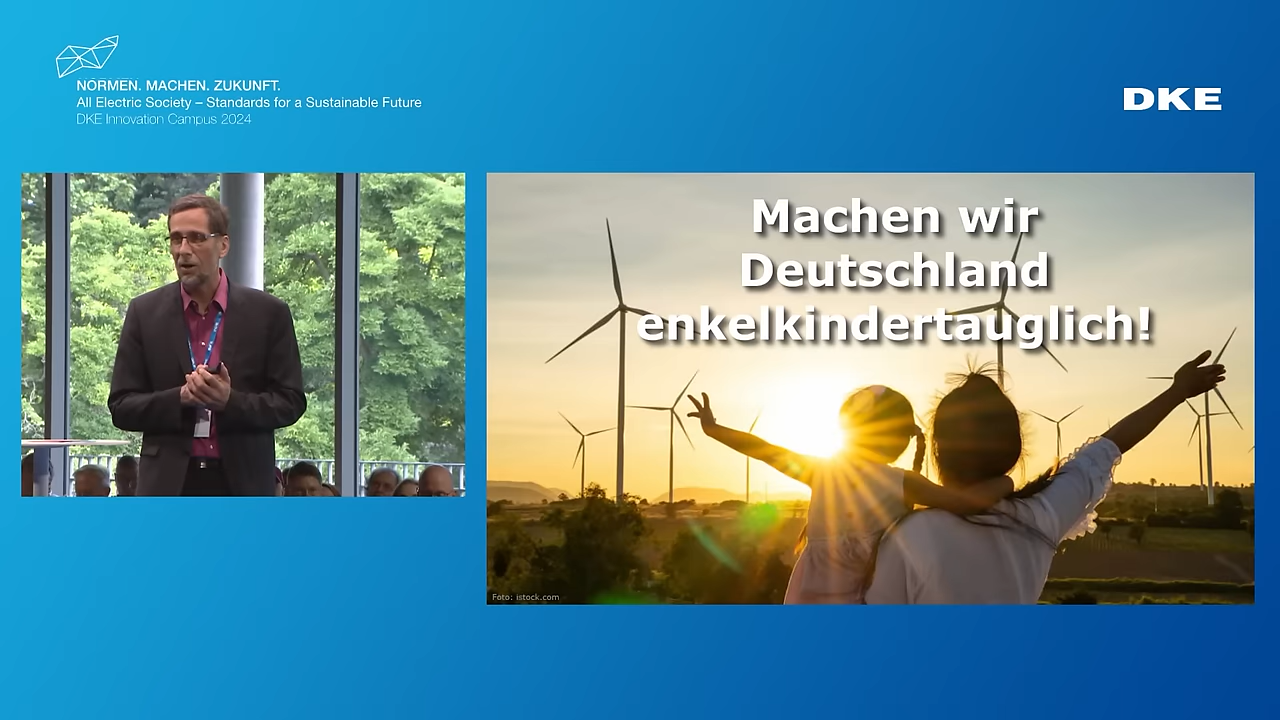 NORMEN. MACHEN. ZUKUNFT.
All Electric Society – Standards for a Sustainable Future
DKE Innovation Campus 2024
DKE
Machen wir
Deutschland
enkelkindertauglich!
Foto: istock.com